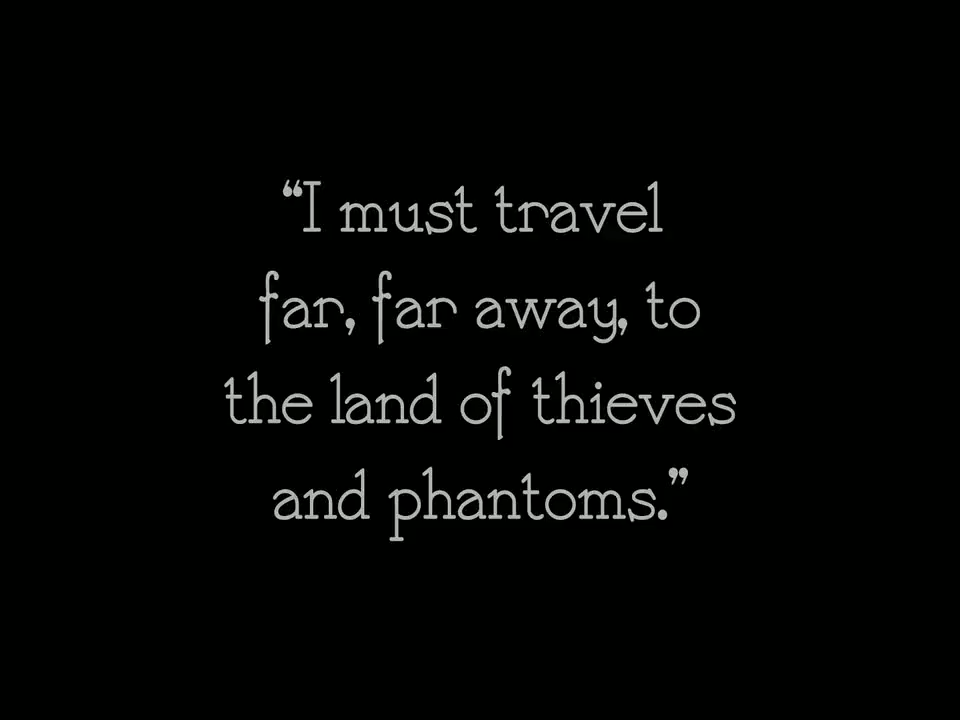 “I must travel
far, far away, to
the land of thieves
and phantoms.”